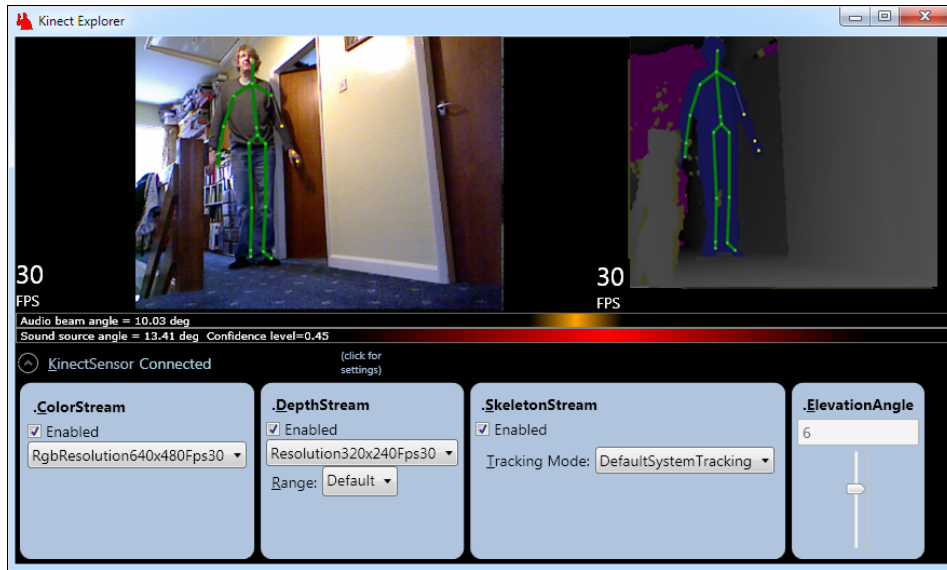 Kinect Explorer
30
FPS
30
FPS
Audio beam angle = 10.03 deg
Sound source angle = 13.41 deg Confidence level=0.45
KinectSensor Connected
(click for
settings)
.ColorStream
Enabled
RgbResolution640x480Fps30
.DepthStream
Enabled
Resolution320x240Fps30
Range: Default
.SkeletonStream
Enabled
Tracking Mode: DefaultSystemTracking
.ElevationAngle
6